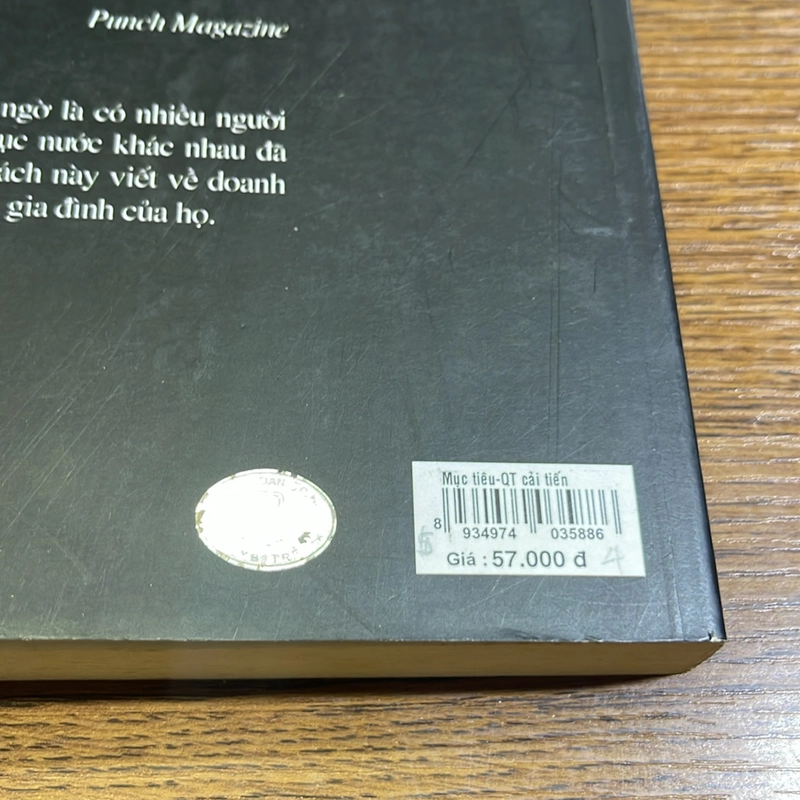 Punch Magazine
ngờ là có nhiều người
ục nước khác nhau đã
ách này viết về doanh
gia đình của họ.
Mục tiêu-QT cải tiến
8 934974 035886
Giá : 57.000 đ 4